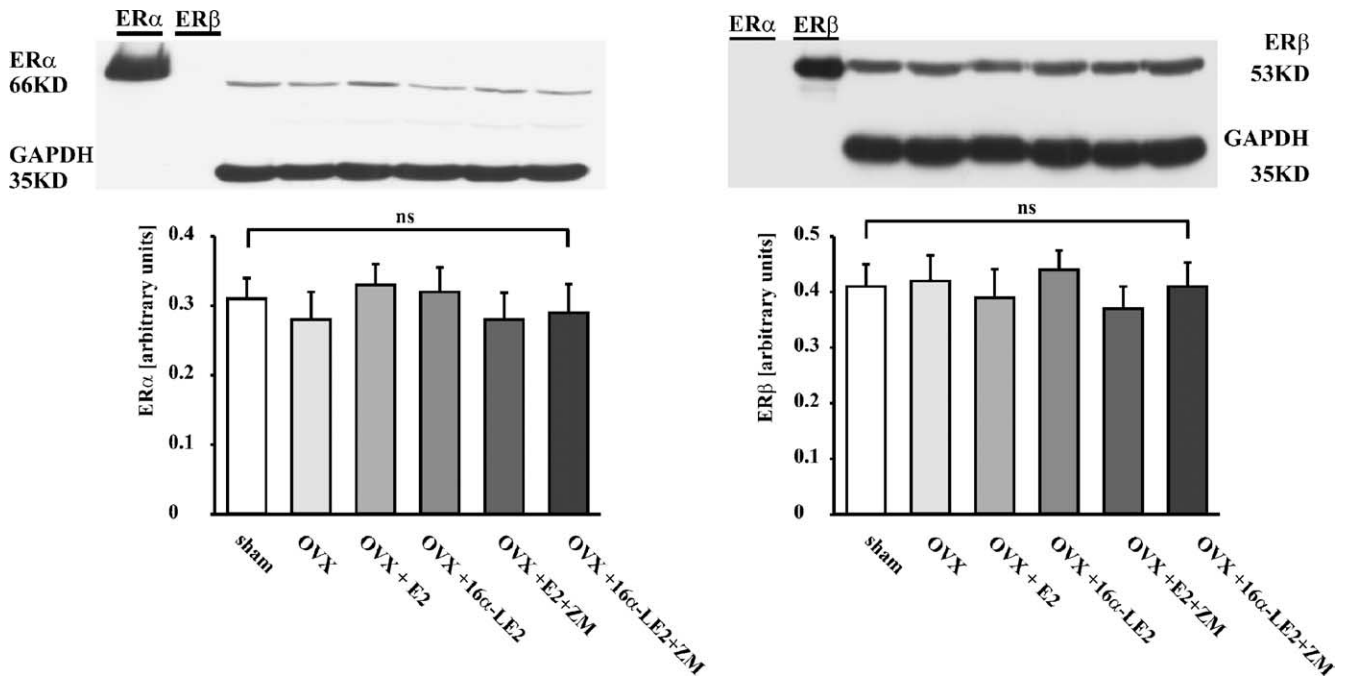 ERα ERβ
ERα
66KD
GAPDH
35KD
ns
0.4
0.3
0.2
0.1
0
ERα [arbitrary units]
sham
OVX
OVX + E2
OVX +16α-LE2
OVX +E2+ZM
OVX +16α-LE2+ZM
ERα ERβ
ERβ
53KD
GAPDH
35KD
ns
0.5
0.4
0.3
0.2
0.1
0
ERβ [arbitrary units]
sham
OVX
OVX + E2
OVX +16α-LE2
OVX +E2+ZM
OVX +16α-LE2+ZM